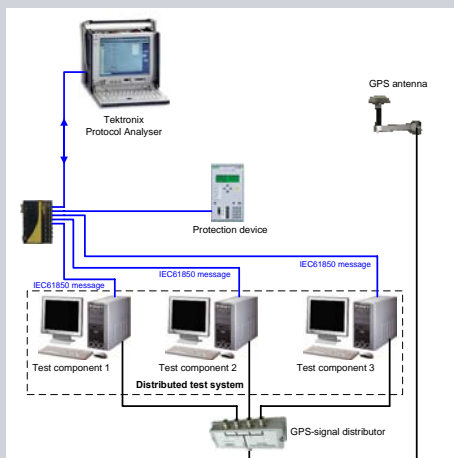 GPS antenna
Tektronix
Protocol Analyser
Protection device
IEC61850 message
IEC61850 message
IEC61850 message
Test component 1
Test component 2
Test component 3
Distributed test system
GPS-signal distributor